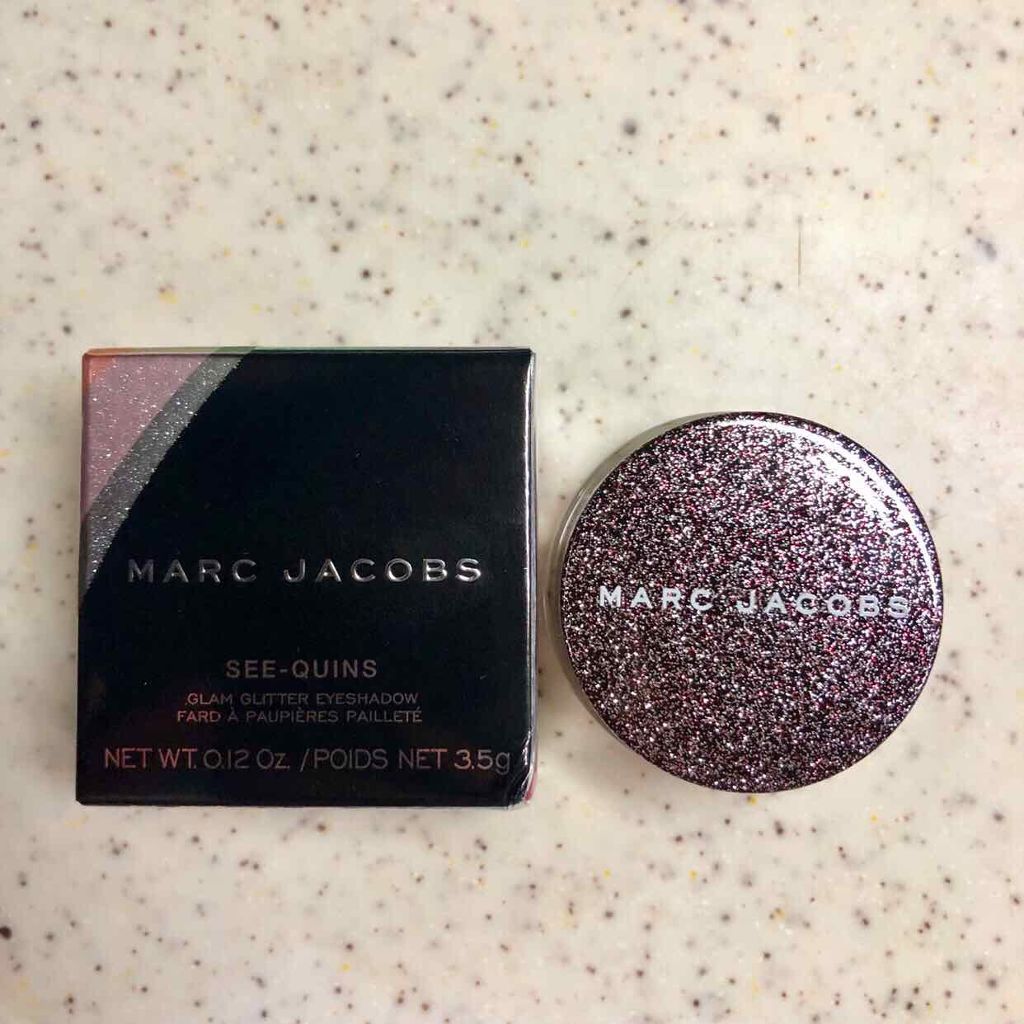 MARC JACOBS
SEE-QUINS
GLAM GLITTER EYESHADOW
FARD À PAUPIÈRES PAILLETÉ
NET WT. 0.12 Oz. / POIDS NET 3.5g
MARC JACOBS